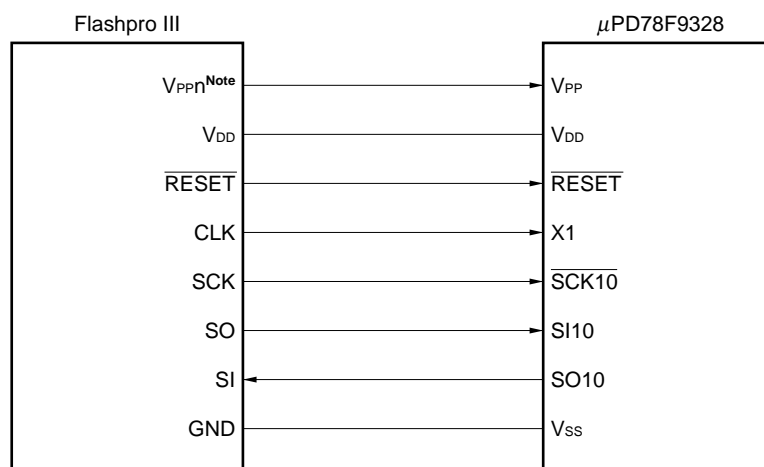 Flashpro III μPD78F9328
VPPnNote VPP
VDD VDD
RESET RESET
CLK X1
SCK SCK10
SO SI10
SI SO10
GND VSS